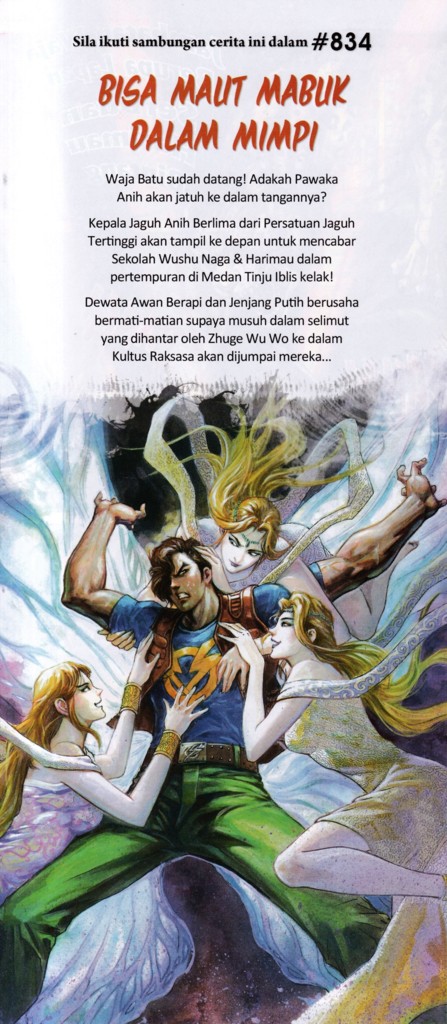 Sila ikuti sambungan cerita ini dalam #834
BISA MAUT MABUK
DALAM MIMPI
Waja Batu sudah datang! Adakah Pawaka
Anih akan jatuh ke dalam tangannya?
Kepala Jaguh Anih Berlima dari Persatuan Jaguh
Tertinggi akan tampil ke depan untuk mencabar
Sekolah Wushu Naga & Harimau dalam
pertempuran di Medan Tinju Iblis kelak!
Dewata Awan Berapi dan Jenjang Putih berusaha
bermati-matian supaya musuh dalam selimut
yang dihantar oleh Zhuge Wu Wo ke dalam
Kultus Raksasa akan dijumpai mereka...